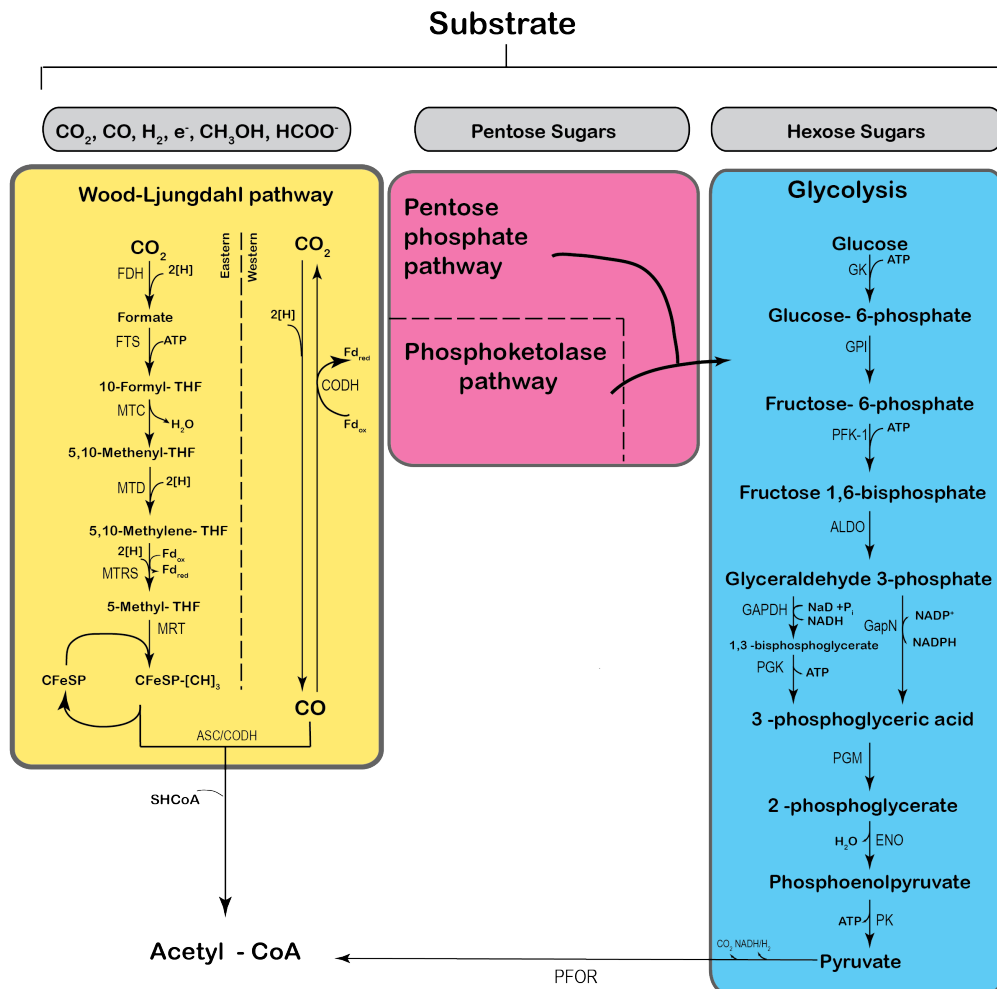 Substrate
CO2, CO, H2, e-, CH3OH, HCOO-
Pentose Sugars
Hexose Sugars
Wood-Ljungdahl pathway
CO2
Eastern
Western
CO2
FDH
2[H]
Formate
FTS
ATP
10-Formyl- THF
MTC
H2O
5,10-Methenyl-THF
MTD
2[H]
5,10-Methylene- THF
2[H]
Fdox
MTRS
Fdred
5-Methyl- THF
MRT
CFeSP
CFeSP-[CH]3
2[H]
Fdred
CODH
Fdox
CO
ASC/CODH
SHCoA
Acetyl - CoA
Pentose
phosphate
pathway
Phosphoketolase
pathway
Glycolysis
Glucose
GK
ATP
Glucose- 6-phosphate
GPI
Fructose- 6-phosphate
PFK-1
ATP
Fructose 1,6-bisphosphate
ALDO
Glyceraldehyde 3-phosphate
GAPDH
NaD +Pi
NADH
GapN
NADP+
NADPH
1,3 -bisphosphoglycerate
PGK
ATP
3 -phosphoglyceric acid
PGM
2 -phosphoglycerate
H2O
ENO
Phosphoenolpyruvate
ATP
PK
CO2 NADH/H2
Pyruvate
PFOR